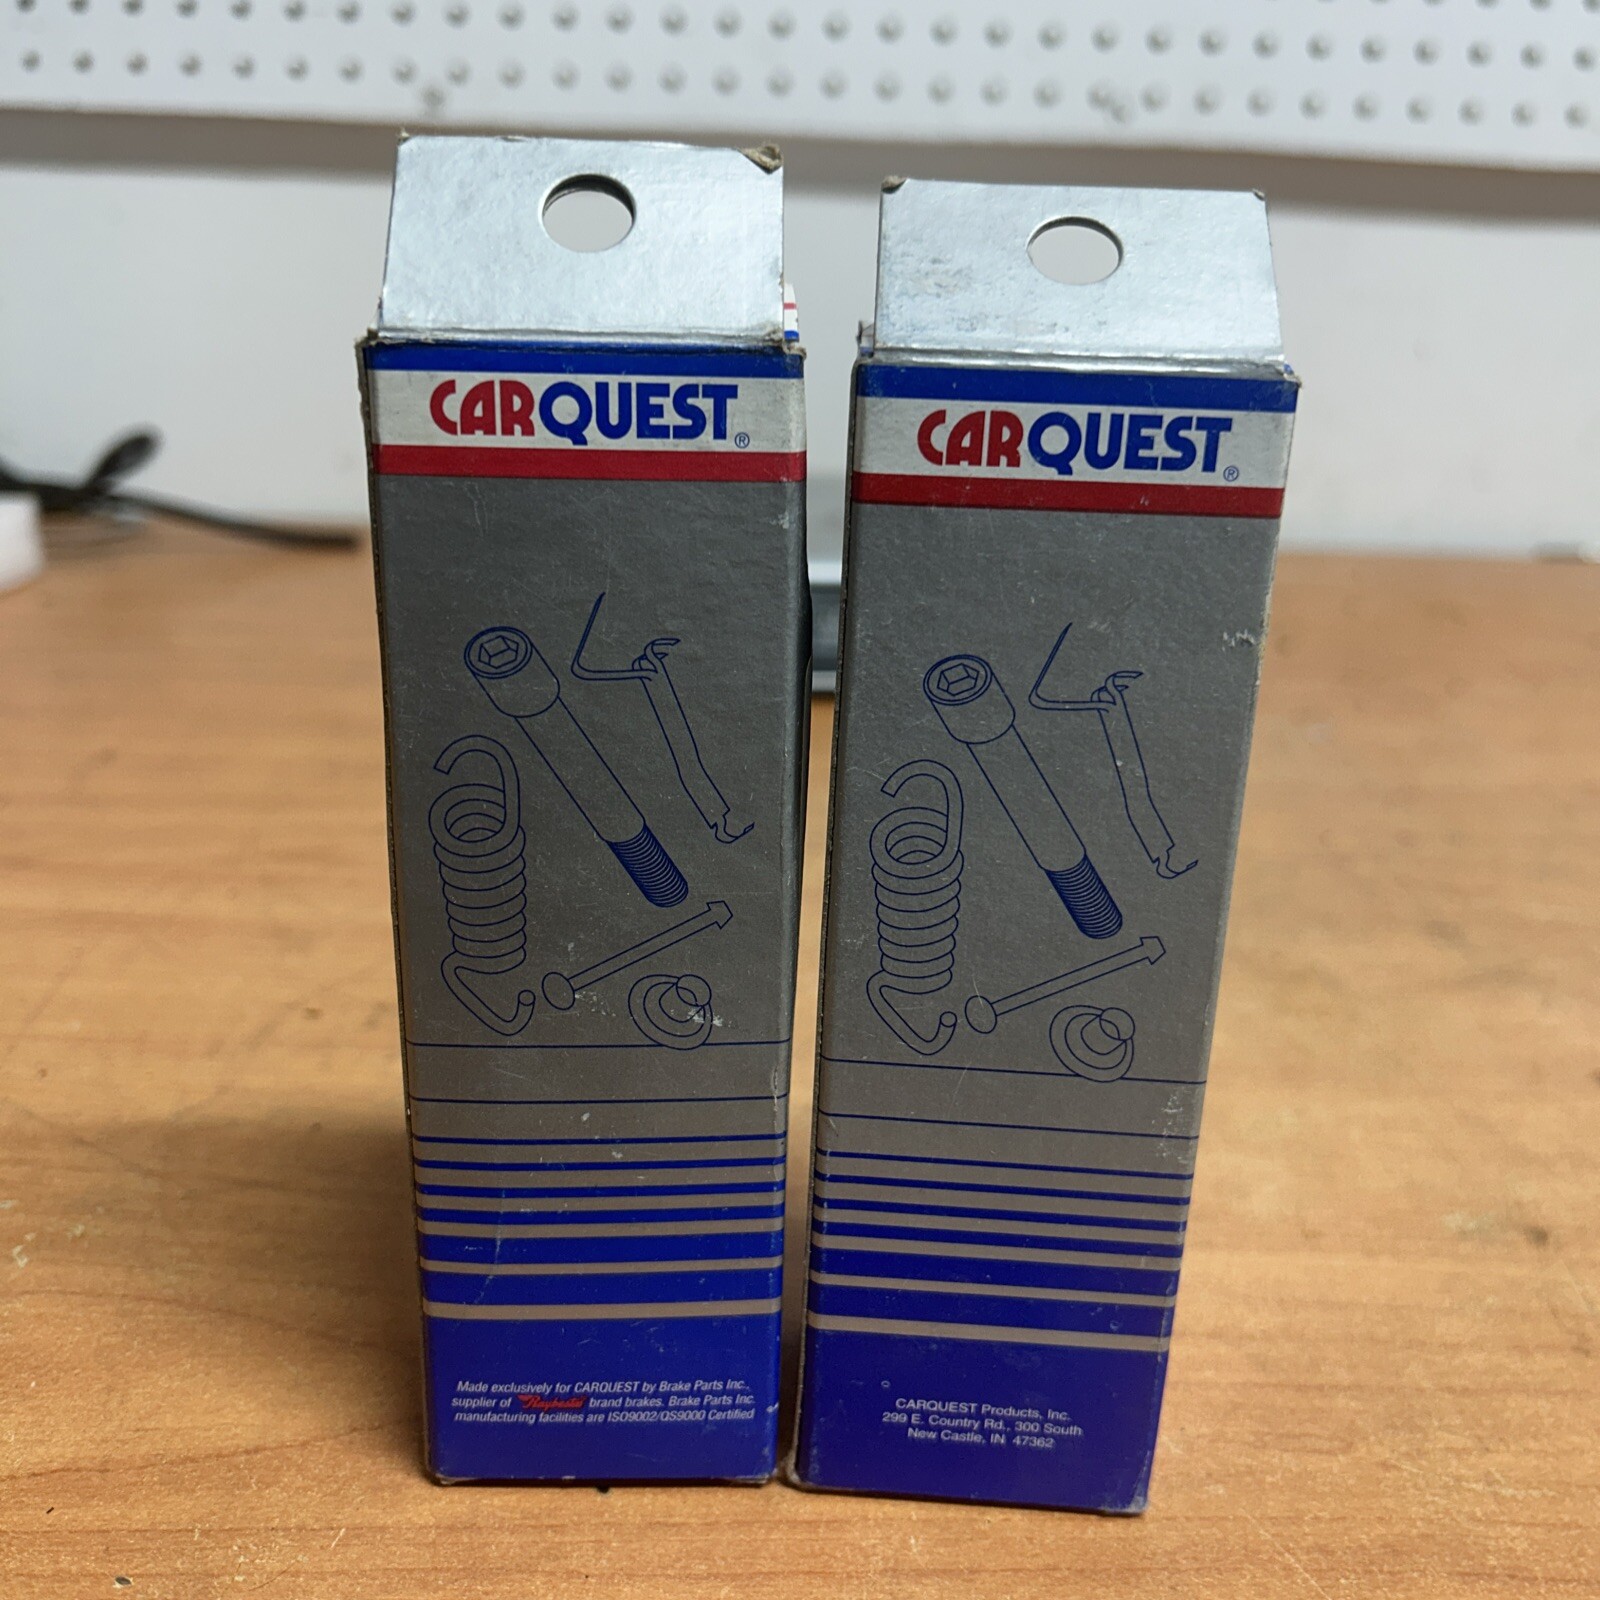 CARQUEST®
Made exclusively for CARQUEST by Brake Parts Inc.,
supplier of Raybestos brand brakes. Brake Parts Inc.
manufacturing facilities are ISO9002/QS9000 Certified
CARQUEST®
CARQUEST Products, Inc.
299 E. Country Rd., 300 South
New Castle, IN 47362